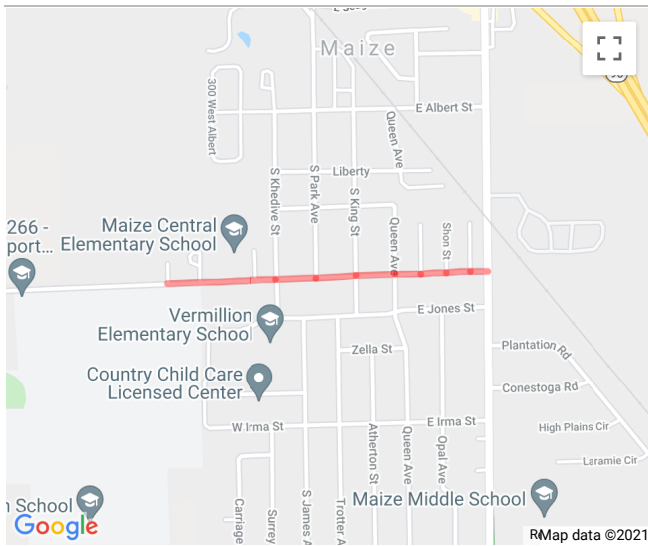 Maize
E Albert St
300 West Albert
Queen Ave
Liberty
S Khedive St
S Park Ave
S King St
266 -
port...
Maize Central
Elementary School
Queen Ave
Shon St
Vermillion
Elementary School
E Jones St
Zella St
Plantation Rd
Country Child Care
Licensed Center
Conestoga Rd
W Irma St
E Irma St
High Plains Cir
Atherton St
Queen Ave
Opal Ave
Laramie Cir
Maize Middle School
n School
Carriage
Surrey
S James A
Trotter A
Google
Map data ©2021